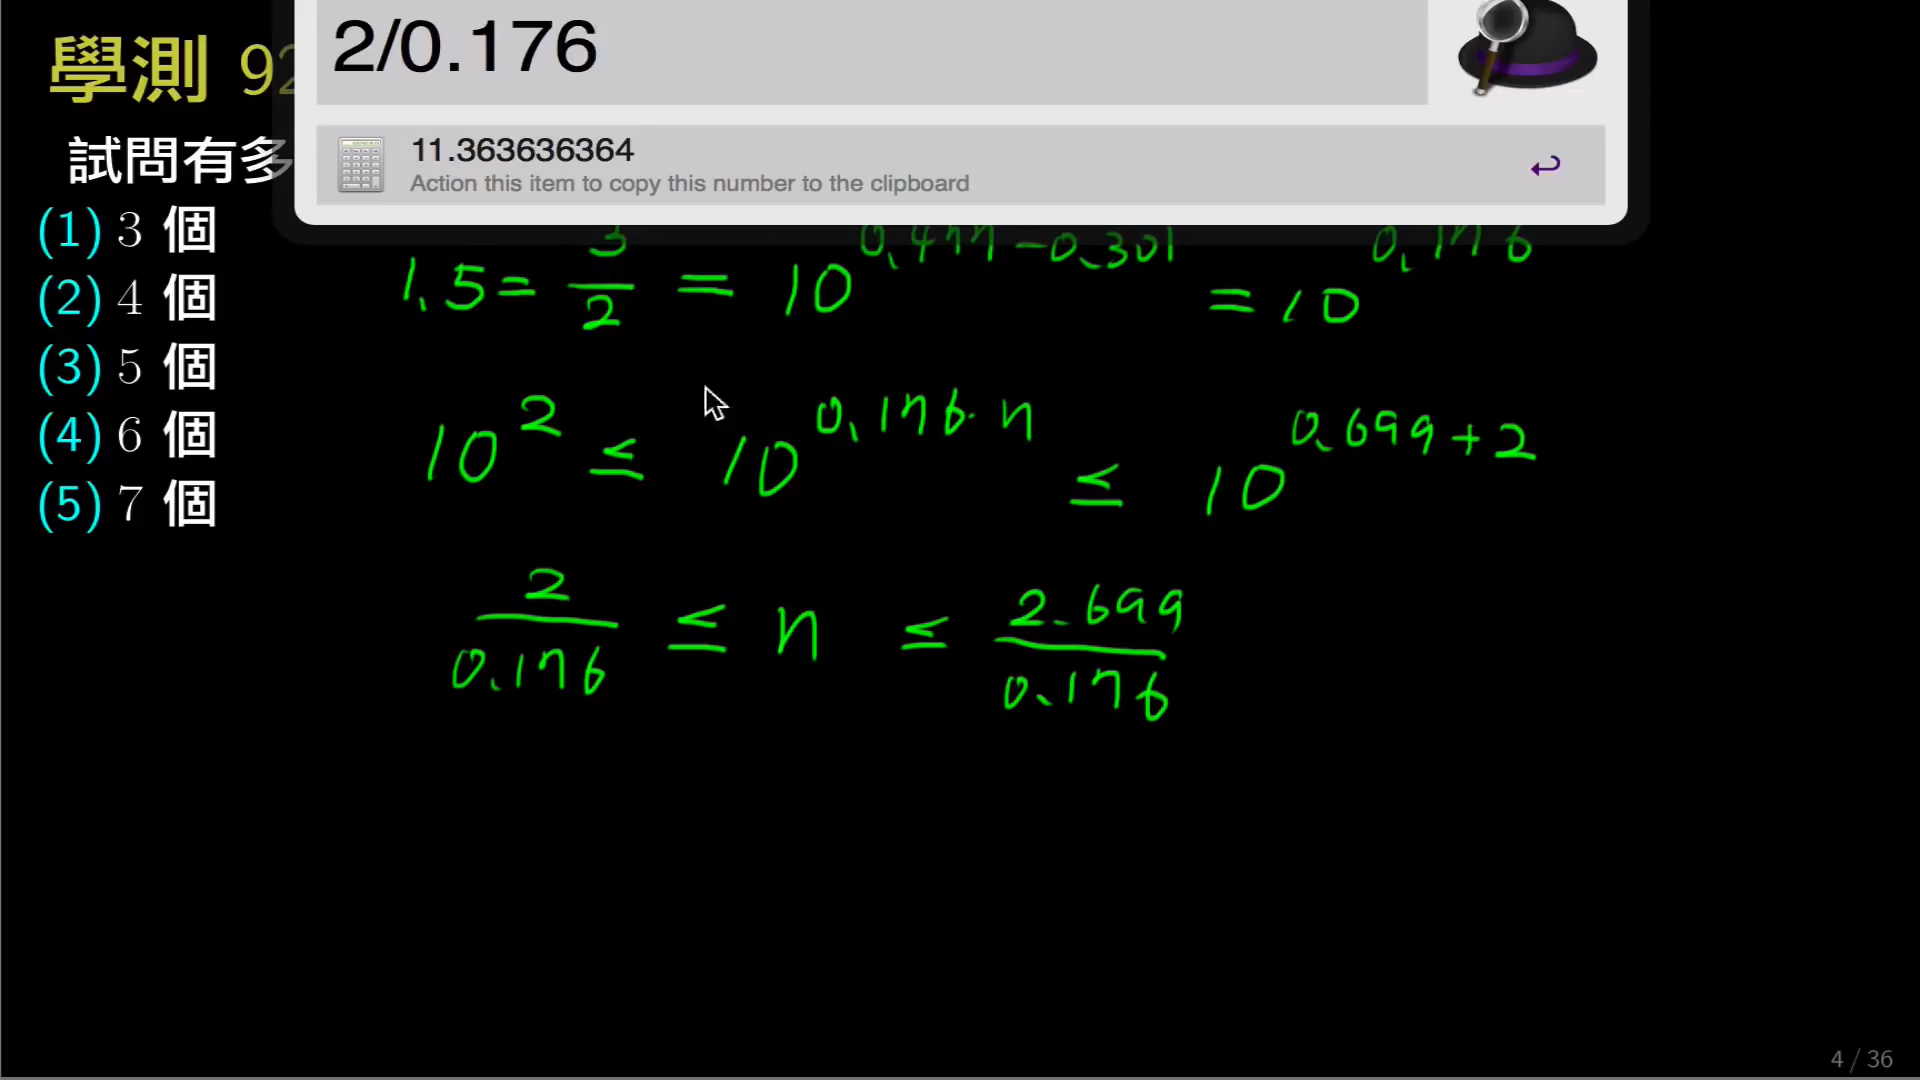 2/0.176
11.363636364
Action this item to copy this number to the clipboard
學測 92
試問有多
(1) 3 個
(2) 4 個
(3) 5 個
(4) 6 個
(5) 7 個
1.5 = 3/2 = 10^{0.477-0.301} = 10^{0.176}
10^2 ≤ 10^{0.176·n} ≤ 10^{0.699+2}
2/0.176 ≤ n ≤ 2.699/0.176
4 / 36